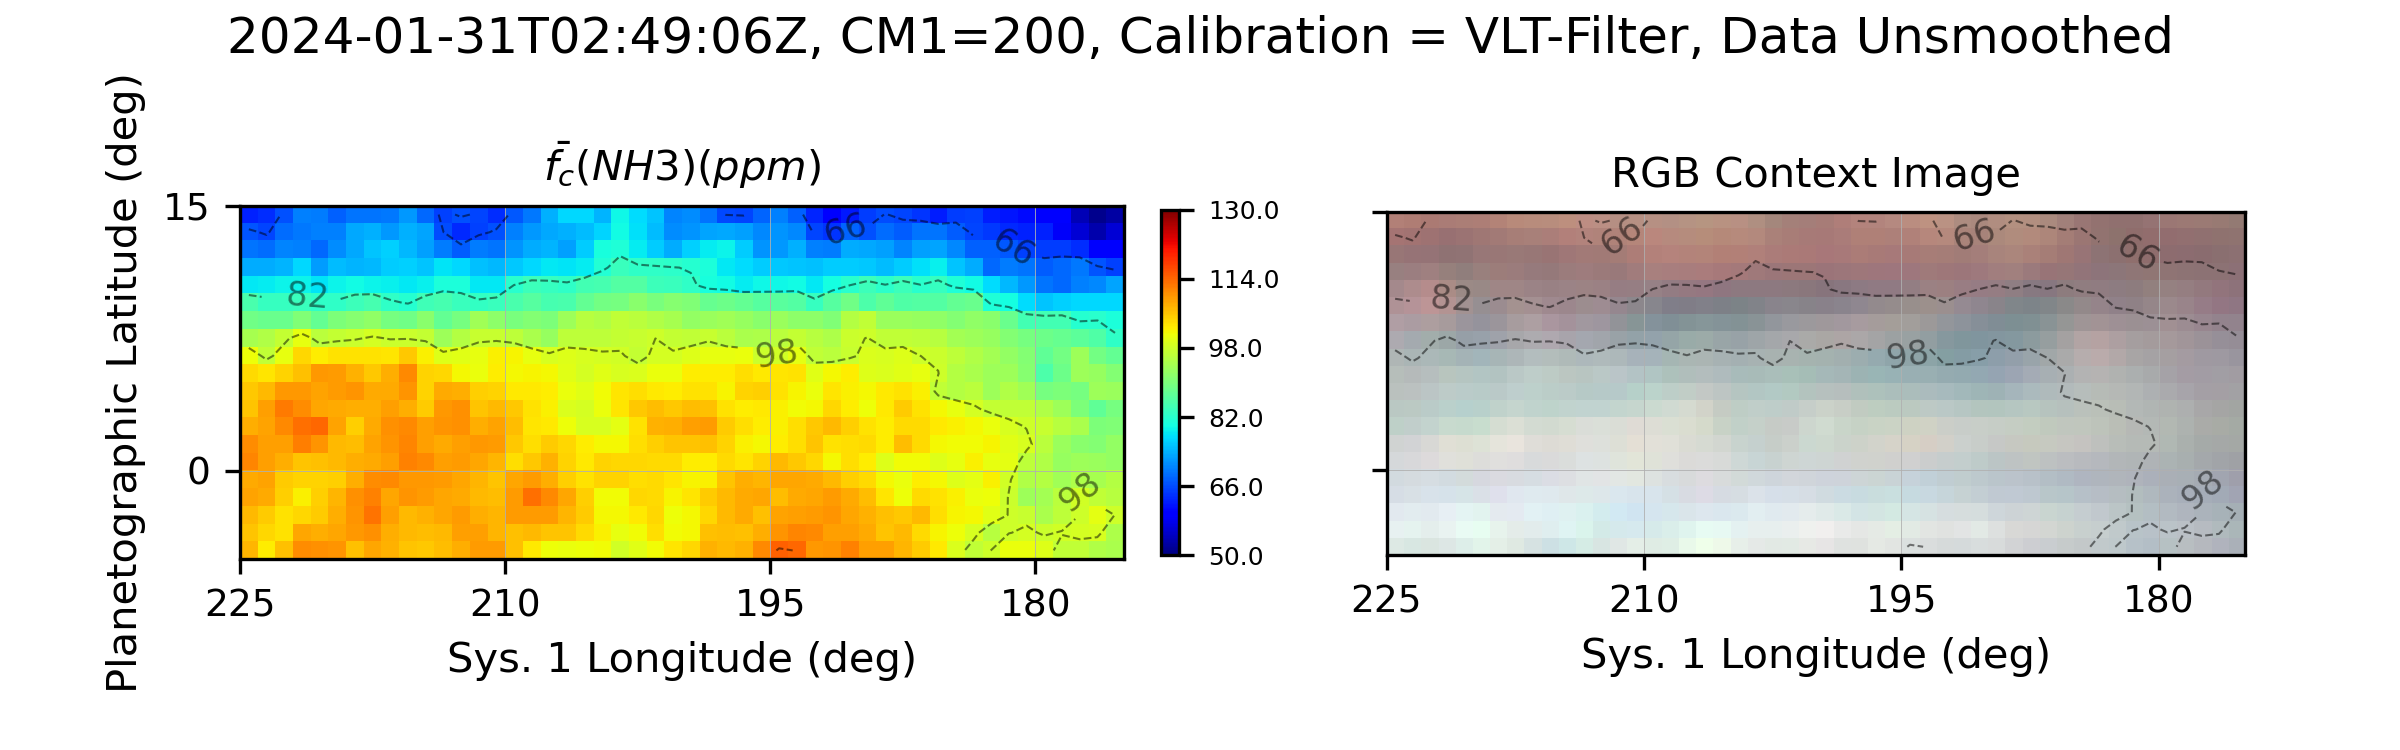 2024-01-31T02:49:06Z, CM1=200, Calibration = VLT-Filter, Data Unsmoothed
Planetographic Latitude (deg)
f̄c(NH3)(ppm)
15
0
66
66
82
98
98
225 210 195 180
Sys. 1 Longitude (deg)
130.0
114.0
98.0
82.0
66.0
50.0
RGB Context Image
66
66
66
82
98
98
225 210 195 180
Sys. 1 Longitude (deg)